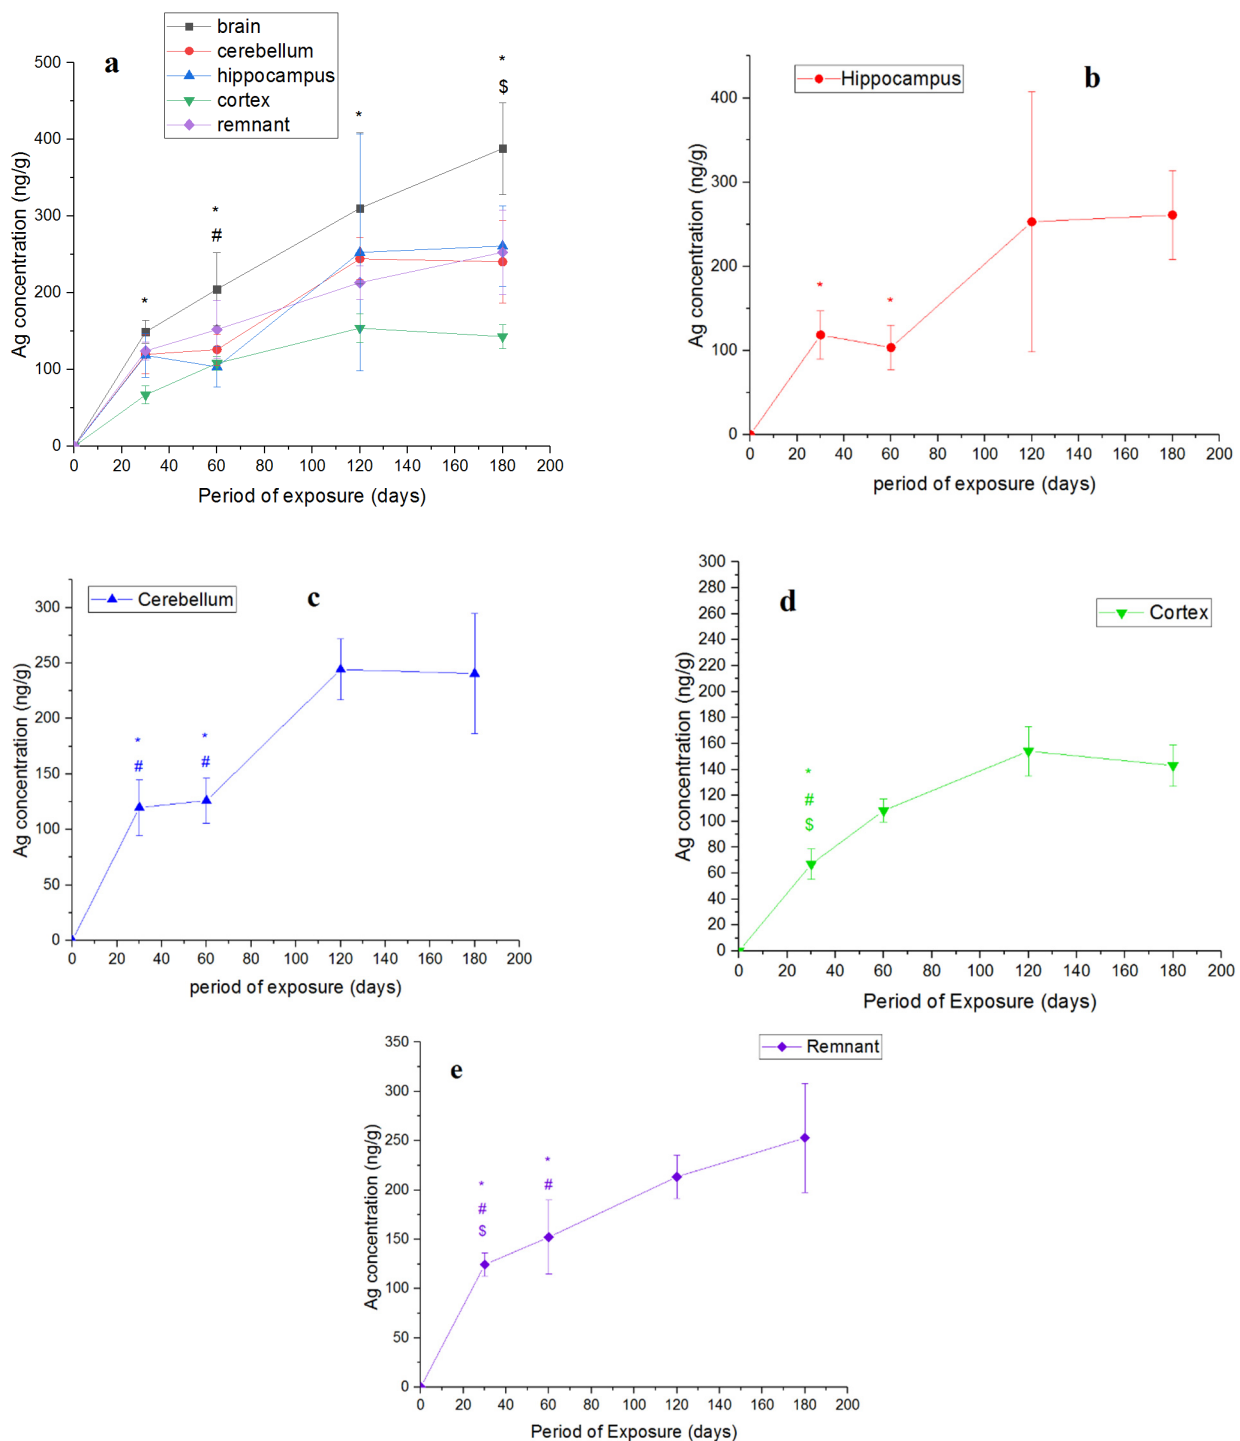 brain
cerebellum
hippocampus
cortex
remnant
a
500
400
300
200
100
0
Ag concentration (ng/g)
*
*
#
*
*
$
0 20 40 60 80 100 120 140 160 180 200
Period of exposure (days)
Hippocampus
b
400
300
200
100
0
Ag concentration (ng/g)
*
*
0 20 40 60 80 100 120 140 160 180 200
period of exposure (days)
Cerebellum
c
300
250
200
150
100
50
0
Ag concentration (ng/g)
*
#
*
#
0 20 40 60 80 100 120 140 160 180 200
period of exposure (days)
d
Cortex
300
280
260
240
220
200
180
160
140
120
100
80
60
40
20
0
Ag concentration (ng/g)
*
#
$
0 20 40 60 80 100 120 140 160 180 200
Period of Exposure (days)
Remnant
e
350
300
250
200
150
100
50
0
Ag concentration (ng/g)
*
#
$
*
#
0 20 40 60 80 100 120 140 160 180 200
Period of Exposure (days)